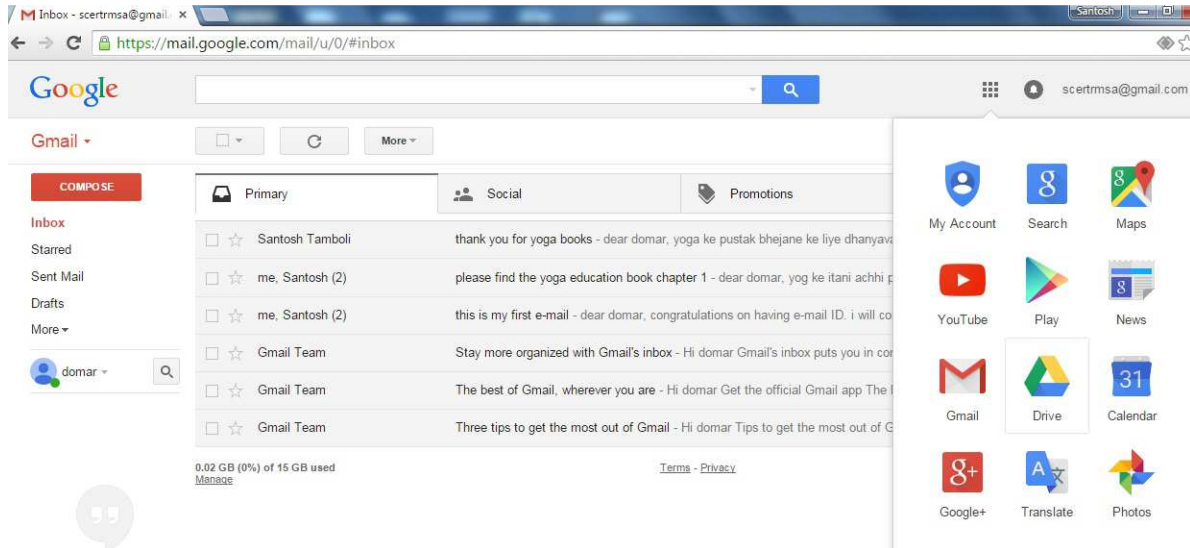 Inbox - scertrmsa@gmail.
Santosh
https://mail.google.com/mail/u/0/#inbox
Google
scertrmsa@gmail.com
Gmail
More
COMPOSE
Inbox
Starred
Sent Mail
Drafts
More
domar
Primary
Social
Promotions
Santosh Tamboli thank you for yoga books - dear domar, yoga ke pustak bhejane ke liye
me, Santosh (2) please find the yoga education book chapter 1 - dear domar, yog ke itani achhi
me, Santosh (2) this is my first e-mail - dear domar, congratulations on having e-mail ID. i will
Gmail Team Stay more organized with Gmail's inbox - Hi domar Gmail's inbox puts you in
Gmail Team The best of Gmail, wherever you are - Hi domar Get the official Gmail app The
Gmail Team Three tips to get the most out of Gmail - Hi domar Tips to get the most out of
0.02 GB (0%) of 15 GB used
Manage
Terms - Privacy
My Account Search Maps
YouTube Play News
31
Gmail Drive Calendar
Google+ Translate Photos